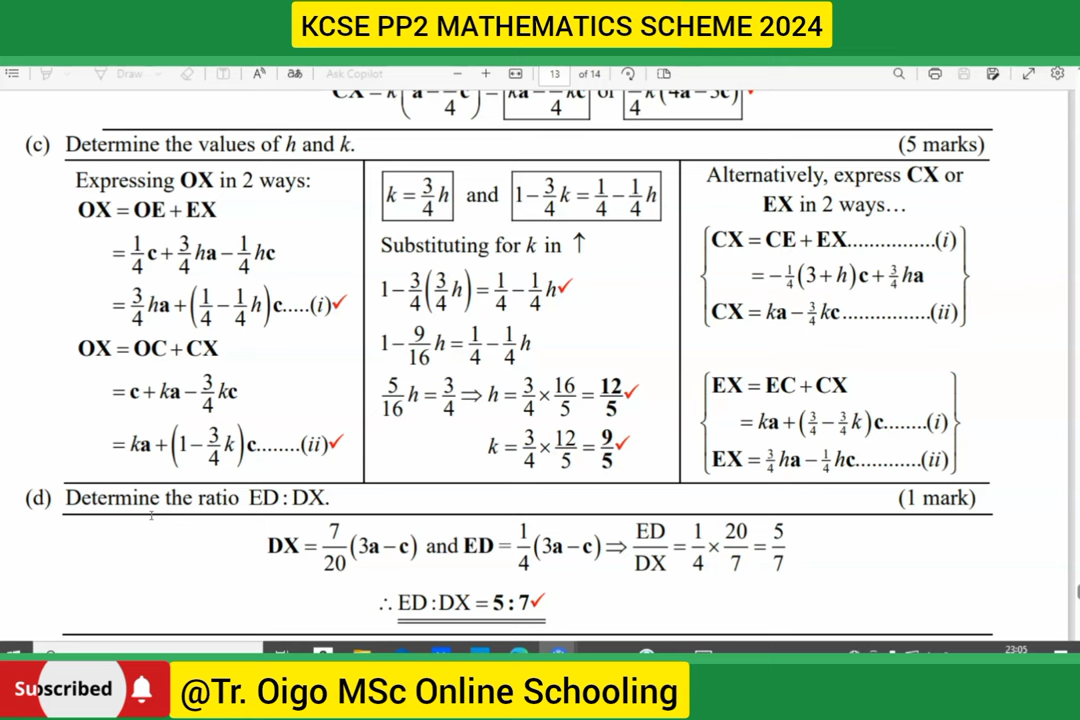 KCSE PP2 MATHEMATICS SCHEME 2024
Draw Ask Copilot 13 of 14
(c) Determine the values of h and k. (5 marks)
Expressing OX in 2 ways:
OX = OE + EX
= 1/4 c + 3/4 ha − 1/4 hc
= 3/4 ha + (1/4 − 1/4 h)c.....(i)✓
OX = OC + CX
= c + ka − 3/4 kc
= ka + (1 − 3/4 k)c........(ii)✓
k = 3/4 h and 1 − 3/4 k = 1/4 − 1/4 h
Substituting for k in ↑
1 − 3/4(3/4 h) = 1/4 − 1/4 h✓
1 − 9/16 h = 1/4 − 1/4 h
5/16 h = 3/4 ⇒ h = 3/4 × 16/5 = 12/5✓
k = 3/4 × 12/5 = 9/5✓
Alternatively, express CX or
EX in 2 ways…
CX = CE + EX................(i)
= −1/4(3 + h)c + 3/4 ha
CX = ka − 3/4 kc................(ii)
EX = EC + CX
= ka + (3/4 − 3/4 k)c........(i)
EX = 3/4 ha − 1/4 hc............(ii)
(d) Determine the ratio ED : DX. (1 mark)
DX = 7/20 (3a − c) and ED = 1/4 (3a − c) ⇒ ED/DX = 1/4 × 20/7 = 5/7
∴ ED : DX = 5 : 7✓
23:05
Subscribed
@Tr. Oigo MSc Online Schooling